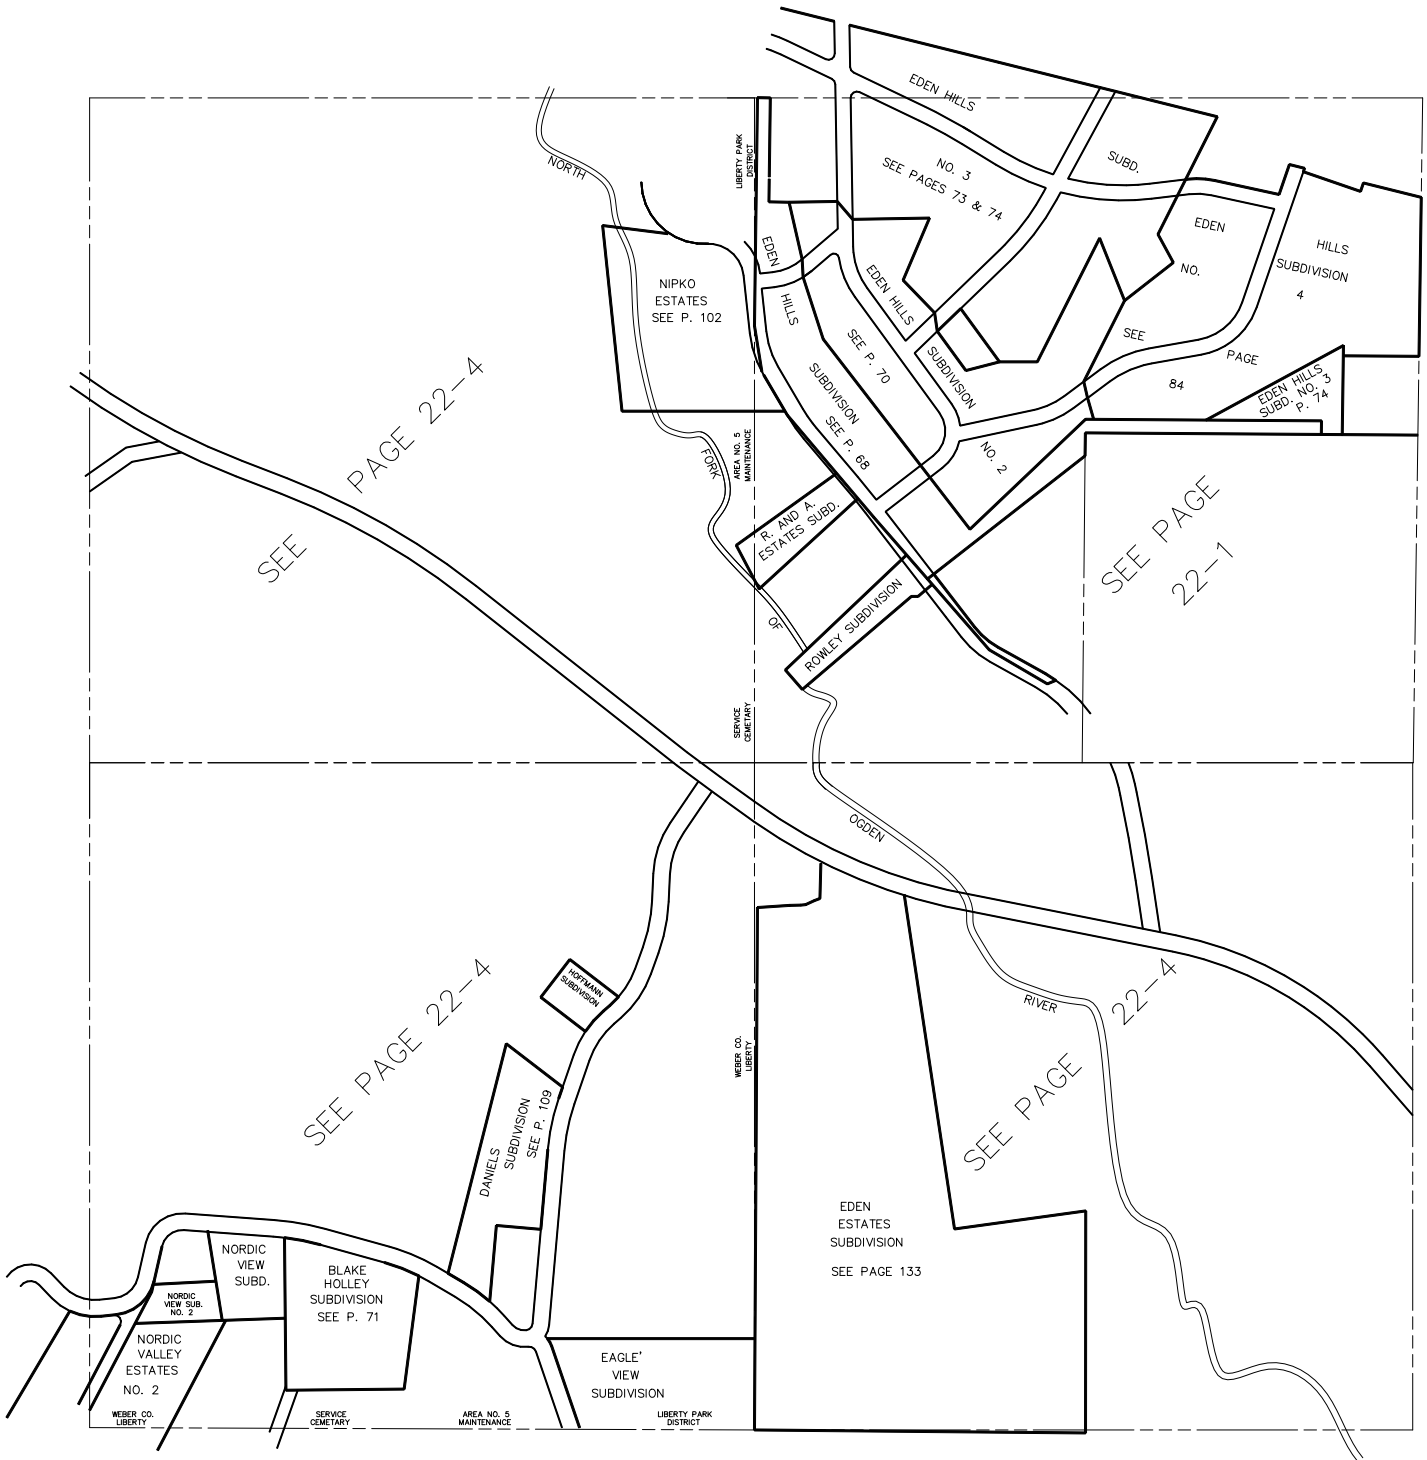 EDEN HILLS
SUBD.
NO. 3
SEE PAGES 73 & 74
LIBERTY PARK
DISTRICT
NORTH
EDEN
HILLS
SUBDIVISION
NO.
4
SEE
PAGE
84
EDEN
HILLS
SUBDIVISION
SEE P. 68
EDEN HILLS
SUBDIVISION
NO. 2
SEE P. 70
NIPKO
ESTATES
SEE P. 102
EDEN HILLS
SUBD. NO. 3
P. 74
SEE
PAGE 22-4
FORK
AREA NO. 5
MAINTENANCE
R. AND A.
ESTATES SUBD.
SEE PAGE
22-1
OF
ROWLEY SUBDIVISION
SERVICE
CEMETARY
OGDEN
HOFFMANN
SUBDIVISION
SEE PAGE 22-4
RIVER
SEE PAGE
22-4
WEBER CO.
LIBERTY
DANIELS
SUBDIVISION
SEE P. 109
EDEN
ESTATES
SUBDIVISION
SEE PAGE 133
NORDIC
VIEW
SUBD.
BLAKE
HOLLEY
SUBDIVISION
SEE P. 71
NORDIC
VIEW SUB.
NO. 2
NORDIC
VALLEY
ESTATES
NO. 2
EAGLE'
VIEW
SUBDIVISION
WEBER CO.
LIBERTY
SERVICE
CEMETARY
AREA NO. 5
MAINTENANCE
LIBERTY PARK
DISTRICT